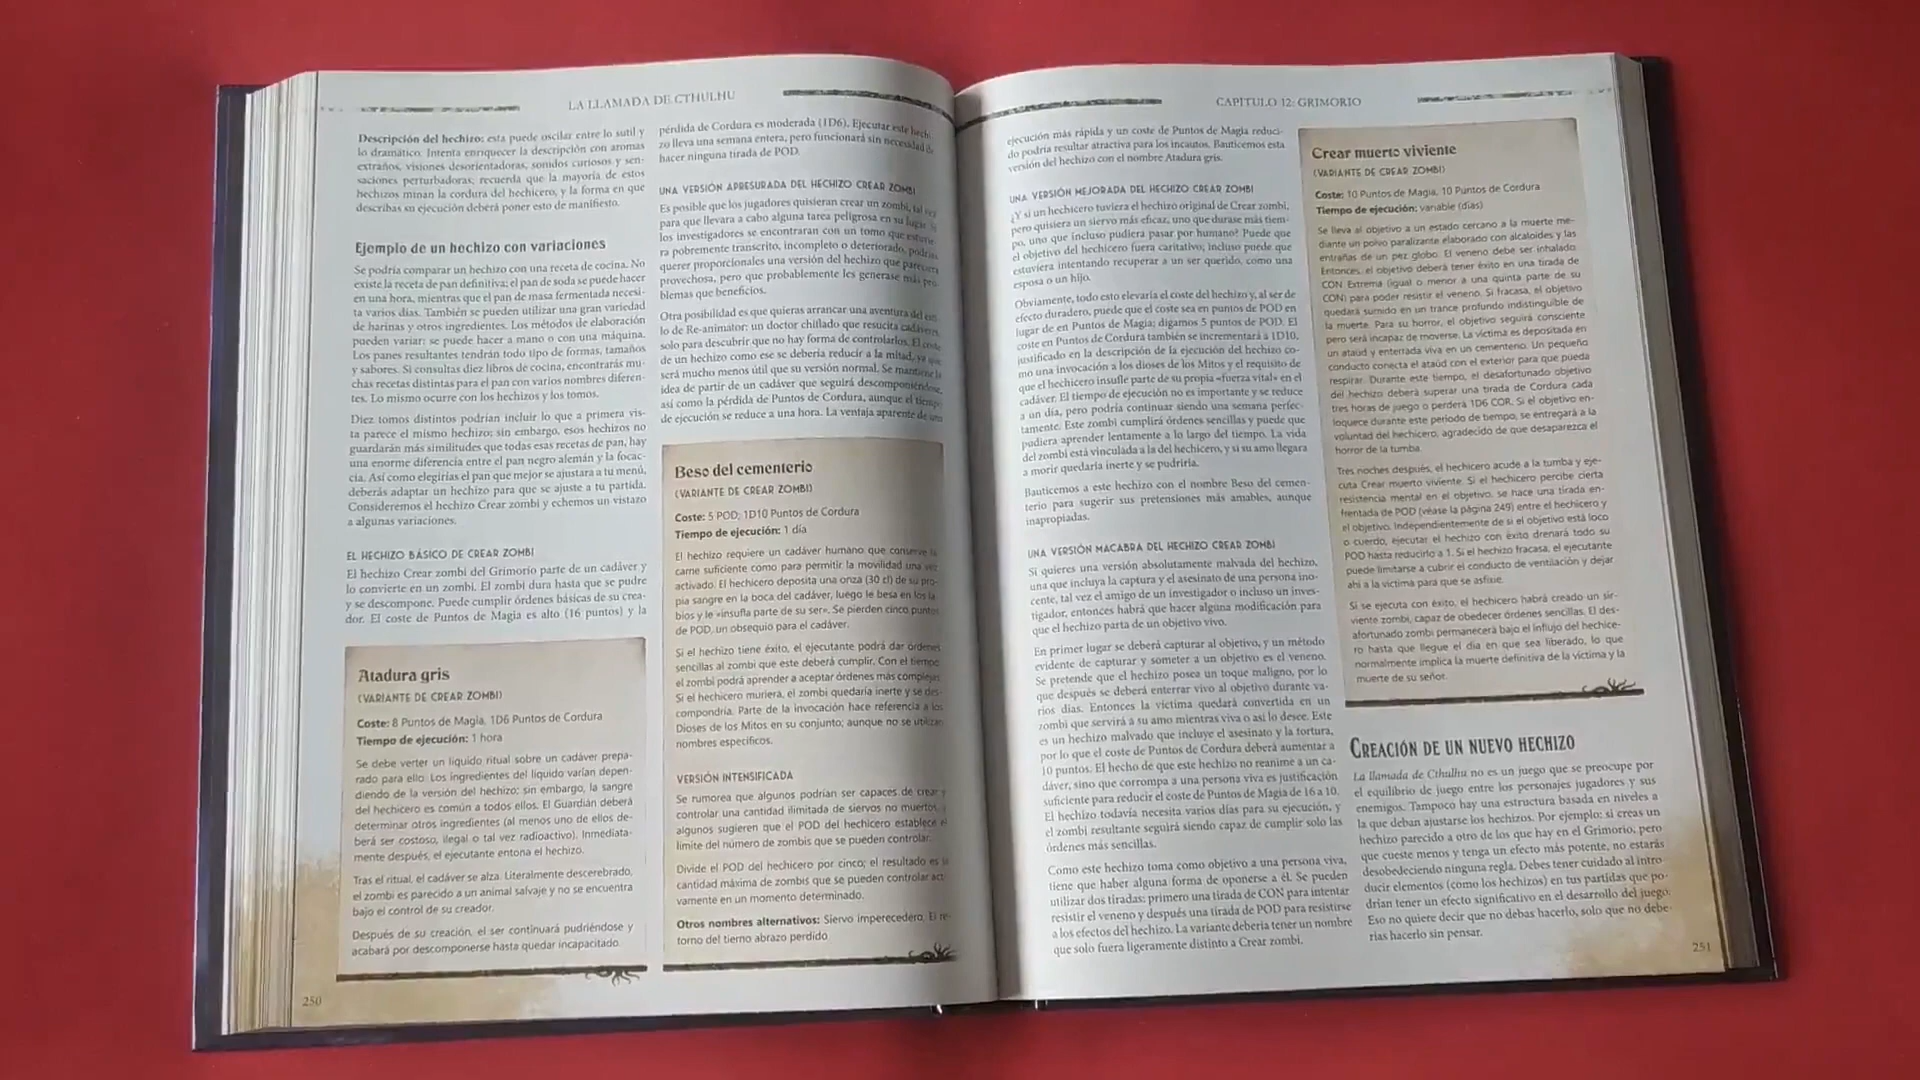 LA LLAMADA DE CTHULHU
Descripción del hechizo: esta puede oscilar entre lo sutil y
lo dramático. Intenta enriquecer la descripción con aromas
extraños, visiones desorientadoras, sonidos curiosos y sen-
saciones perturbadoras; recuerda que la mayoría de estos
hechizos minan la cordura del hechicero, y la forma en que
describas su ejecución deberá poner esto de manifiesto.
Ejemplo de un hechizo con variaciones
Se podría comparar un hechizo con una receta de cocina. No
existe la receta de pan definitiva; el pan de soda se puede hacer
en una hora, mientras que el pan de masa fermentada necesi-
ta varios días. También se pueden utilizar una gran variedad
de harinas y otros ingredientes. Los métodos de elaboración
pueden variar: se puede hacer a mano o con una máquina.
Los panes resultantes tendrán todo tipo de formas, tamaños
y sabores. Si consultas diez libros de cocina, encontrarás mu-
chas recetas distintas para el pan con varios nombres diferen-
tes. Lo mismo ocurre con los hechizos y los tomos.
Diez tomos distintos podrían incluir lo que a primera vis-
ta parece el mismo hechizo; sin embargo, esos hechizos no
guardarán más similitudes que todas esas recetas de pan, hay
una enorme diferencia entre el pan negro alemán y la focac-
cia. Así como elegirías el pan que mejor se ajustara a tu menú,
deberás adaptar un hechizo para que se ajuste a tu partida.
Consideremos el hechizo Crear zombi y echemos un vistazo
a algunas variaciones.
EL HECHIZO BÁSICO DE CREAR ZOMBI
El hechizo Crear zombi del Grimorio parte de un cadáver y
lo convierte en un zombi. El zombi dura hasta que se pudre
y se descompone. Puede cumplir órdenes básicas de su crea-
dor. El coste de Puntos de Magia es alto (16 puntos) y la
Atadura gris
(VARIANTE DE CREAR ZOMBI)
Coste: 8 Puntos de Magia, 1D6 Puntos de Cordura
Tiempo de ejecución: 1 hora
Se debe verter un líquido ritual sobre un cadáver prepa-
rado para ello. Los ingredientes del líquido varían depen-
diendo de la versión del hechizo; sin embargo, la sangre
del hechicero es común a todos ellos. El Guardián deberá
determinar otros ingredientes (al menos uno de ellos de-
berá ser costoso, ilegal o tal vez radioactivo). Inmediata-
mente después, el ejecutante entona el hechizo.
Tras el ritual, el cadáver se alza. Literalmente descerebrado,
el zombi es parecido a un animal salvaje y no se encuentra
bajo el control de su creador.
Después de su creación, el ser continuará pudriéndose y
acabará por descomponerse hasta quedar incapacitado.
250
pérdida de Cordura es moderada (1D6). Ejecutar este hechi-
zo lleva una semana entera, pero funcionará sin necesidad de
hacer ninguna tirada de POD.
UNA VERSIÓN APRESURADA DEL HECHIZO CREAR ZOMBI
Es posible que los jugadores quisieran crear un zombi, tal vez
para que llevara a cabo alguna tarea peligrosa en su lugar. Si
los investigadores se encontraran con un tomo que estuvie-
ra pobremente transcrito, incompleto o deteriorado, podrías
querer proporcionales una versión del hechizo que pareciera
provechosa, pero que probablemente les generase más pro-
blemas que beneficios.
Otra posibilidad es que quieras arrancar una aventura del esti-
lo de Re-animator: un doctor chiflado que resucita cadáveres,
solo para descubrir que no hay forma de controlarlos. El coste
de un hechizo como ese se debería reducir a la mitad, ya que
será mucho menos útil que su versión normal. Se mantiene la
idea de partir de un cadáver que seguirá descomponiéndose,
así como la pérdida de Puntos de Cordura, aunque el tiempo
de ejecución se reduce a una hora. La ventaja aparente de una
Beso del cementerio
(VARIANTE DE CREAR ZOMBI)
Coste: 5 POD; 1D10 Puntos de Cordura
Tiempo de ejecución: 1 día
El hechizo requiere un cadáver humano que conserve la
carne suficiente como para permitir la movilidad una vez
activado. El hechicero deposita una onza (30 cl) de su pro-
pia sangre en la boca del cadáver, luego le besa en los la-
bios y le «insufla parte de su ser». Se pierden cinco puntos
de POD, un obsequio para el cadáver.
Si el hechizo tiene éxito, el ejecutante podrá dar órdenes
sencillas al zombi que este deberá cumplir. Con el tiempo
el zombi podrá aprender a aceptar órdenes más complejas.
Si el hechicero muriera, el zombi quedaría inerte y se des-
compondría. Parte de la invocación hace referencia a los
Dioses de los Mitos en su conjunto; aunque no se utilizan
nombres específicos.
VERSIÓN INTENSIFICADA
Se rumorea que algunos podrían ser capaces de crear y
controlar una cantidad ilimitada de siervos no muertos, y
algunos sugieren que el POD del hechicero establece el
límite del número de zombis que se pueden controlar.
Divide el POD del hechicero por cinco; el resultado es la
cantidad máxima de zombis que se pueden controlar acti-
vamente en un momento determinado.
Otros nombres alternativos: Siervo imperecedero, El re-
torno del tierno abrazo perdido
CAPÍTULO 12: GRIMORIO
ejecución más rápida y un coste de Puntos de Magia reduci-
do podría resultar atractiva para los incautos. Bauticemos esta
versión del hechizo con el nombre Atadura gris.
UNA VERSIÓN MEJORADA DEL HECHIZO CREAR ZOMBI
¿Y si un hechicero tuviera el hechizo original de Crear zombi,
pero quisiera un siervo más eficaz, uno que durase más tiem-
po, uno que incluso pudiera pasar por humano? Puede que
el objetivo del hechicero fuera caritativo; incluso puede que
estuviera intentando recuperar a un ser querido, como una
esposa o un hijo.
Obviamente, todo esto elevaría el coste del hechizo y, al ser de
efecto duradero, puede que el coste sea en puntos de POD en
lugar de en Puntos de Magia; digamos 5 puntos de POD. El
coste en Puntos de Cordura también se incrementará a 1D10,
justificado en la descripción de la ejecución del hechizo co-
mo una invocación a los dioses de los Mitos y el requisito de
que el hechicero insufle parte de su propia «fuerza vital» en el
cadáver. El tiempo de ejecución no es importante y se reduce
a un día, pero podría continuar siendo una semana perfec-
tamente. Este zombi cumplirá órdenes sencillas y puede que
pudiera aprender lentamente a lo largo del tiempo. La vida
del zombi está vinculada a la del hechicero, y si su amo llegara
a morir quedaría inerte y se pudriría.
Bauticemos a este hechizo con el nombre Beso del cemen-
terio para sugerir sus pretensiones más amables, aunque
inapropiadas.
UNA VERSIÓN MACABRA DEL HECHIZO CREAR ZOMBI
Si quieres una versión absolutamente malvada del hechizo,
una que incluya la captura y el asesinato de una persona ino-
cente, tal vez el amigo de un investigador o incluso un inves-
tigador, entonces habrá que hacer alguna modificación para
que el hechizo parta de un objetivo vivo.
En primer lugar se deberá capturar al objetivo, y un método
evidente de capturar y someter a un objetivo es el veneno.
Se pretende que el hechizo posea un toque maligno, por lo
que después se deberá enterrar vivo al objetivo durante va-
rios días. Entonces la víctima quedará convertida en un
zombi que servirá a su amo mientras viva o así lo desee. Este
es un hechizo malvado que incluye el asesinato y la tortura,
por lo que el coste de Puntos de Cordura deberá aumentar a
10 puntos. El hecho de que este hechizo no reanime a un ca-
dáver, sino que corrompa a una persona viva es justificación
suficiente para reducir el coste de Puntos de Magia de 16 a 10.
El hechizo todavía necesita varios días para su ejecución, y
el zombi resultante seguirá siendo capaz de cumplir solo las
órdenes más sencillas.
Como este hechizo toma como objetivo a una persona viva,
tiene que haber alguna forma de oponerse a él. Se pueden
utilizar dos tiradas: primero una tirada de CON para intentar
resistir el veneno y después una tirada de POD para resistirse
a los efectos del hechizo. La variante debería tener un nombre
que solo fuera ligeramente distinto a Crear zombi.
Crear muerto viviente
(VARIANTE DE CREAR ZOMBI)
Coste: 10 Puntos de Magia, 10 Puntos de Cordura
Tiempo de ejecución: variable (días)
Se lleva al objetivo a un estado cercano a la muerte me-
diante un polvo paralizante elaborado con alcaloides y las
entrañas de un pez globo. El veneno debe ser inhalado.
Entonces, el objetivo deberá tener éxito en una tirada de
CON Extrema (igual o menor a una quinta parte de su
CON) para poder resistir el veneno. Si fracasa, el objetivo
quedará sumido en un trance profundo indistinguible de
la muerte. Para su horror, el objetivo seguirá consciente
pero será incapaz de moverse. La víctima es depositada en
un ataúd y enterrada viva en un cementerio. Un pequeño
conducto conecta el ataúd con el exterior para que pueda
respirar. Durante este tiempo, el desafortunado objetivo
del hechizo deberá superar una tirada de Cordura cada
tres horas de juego o perderá 1D6 COR. Si el objetivo en-
loquece durante este periodo de tiempo, se entregará a la
voluntad del hechicero, agradecido de que desaparezca el
horror de la tumba.
Tres noches después, el hechicero acude a la tumba y eje-
cuta Crear muerto viviente. Si el hechicero percibe cierta
resistencia mental en el objetivo, se hace una tirada en-
frentada de POD (véase la página 249) entre el hechicero y
el objetivo. Independientemente de si el objetivo está loco
o cuerdo, ejecutar el hechizo con éxito drenará todo su
POD hasta reducirlo a 1. Si el hechizo fracasa, el ejecutante
puede limitarse a cubrir el conducto de ventilación y dejar
ahí a la víctima para que se asfixie.
Si se ejecuta con éxito, el hechicero habrá creado un sir-
viente zombi, capaz de obedecer órdenes sencillas. El des-
afortunado zombi permanecerá bajo el influjo del hechice-
ro hasta que llegue el día en que sea liberado, lo que
normalmente implica la muerte definitiva de la víctima y la
muerte de su señor.
CREACIÓN DE UN NUEVO HECHIZO
La llamada de Cthulhu no es un juego que se preocupe por
el equilibrio de juego entre los personajes jugadores y sus
enemigos. Tampoco hay una estructura basada en niveles a
la que deban ajustarse los hechizos. Por ejemplo: si creas un
hechizo parecido a otro de los que hay en el Grimorio, pero
que cueste menos y tenga un efecto más potente, no estarás
desobedeciendo ninguna regla. Debes tener cuidado al intro-
ducir elementos (como los hechizos) en tus partidas que po-
drían tener un efecto significativo en el desarrollo del juego.
Eso no quiere decir que no debas hacerlo, solo que no debe-
rías hacerlo sin pensar.
251